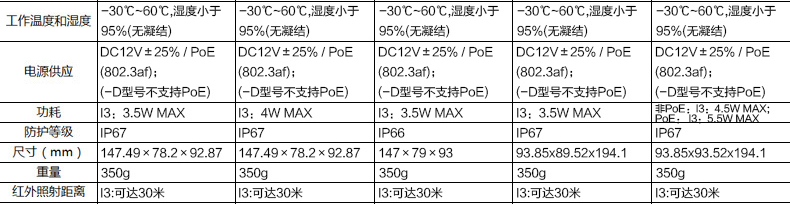 工作温度和湿度 -30℃~60℃,湿度小于 -30℃~60℃,湿度小于 -30℃~60℃,湿度小于 -30℃~60℃,湿度小于 -30℃~60℃,湿度小于
95%(无凝结) 95%(无凝结) 95%(无凝结) 95%(无凝结) 95%(无凝结)
电源供应 DC12V±25% / PoE DC12V±25% / PoE DC12V±25% / PoE DC12V±25% / PoE DC12V±25% / PoE
(802.3af); (802.3af); (802.3af); (802.3af); (802.3af);
(-D型号不支持PoE) (-D型号不支持PoE) (-D型号不支持PoE) (-D型号不支持PoE) (-D型号不支持PoE)
功耗 I3; 3.5W MAX I3; 4W MAX I3; 3.5W MAX I3; 3.5W MAX 非PoE: I3; 4.5W MAX;
PoE: I3; 5.5W MAX
防护等级 IP67 IP67 IP66 IP67 IP67
尺寸(mm) 147.49×78.2×92.87 147.49×78.2×92.87 147×79×93 93.85x89.52x194.1 93.85x93.52x194.1
重量 350g 350g 350g 350g 350g
红外照射距离 I3:可达30米 I3:可达30米 I3:可达30米 I3:可达30米 I3:可达30米